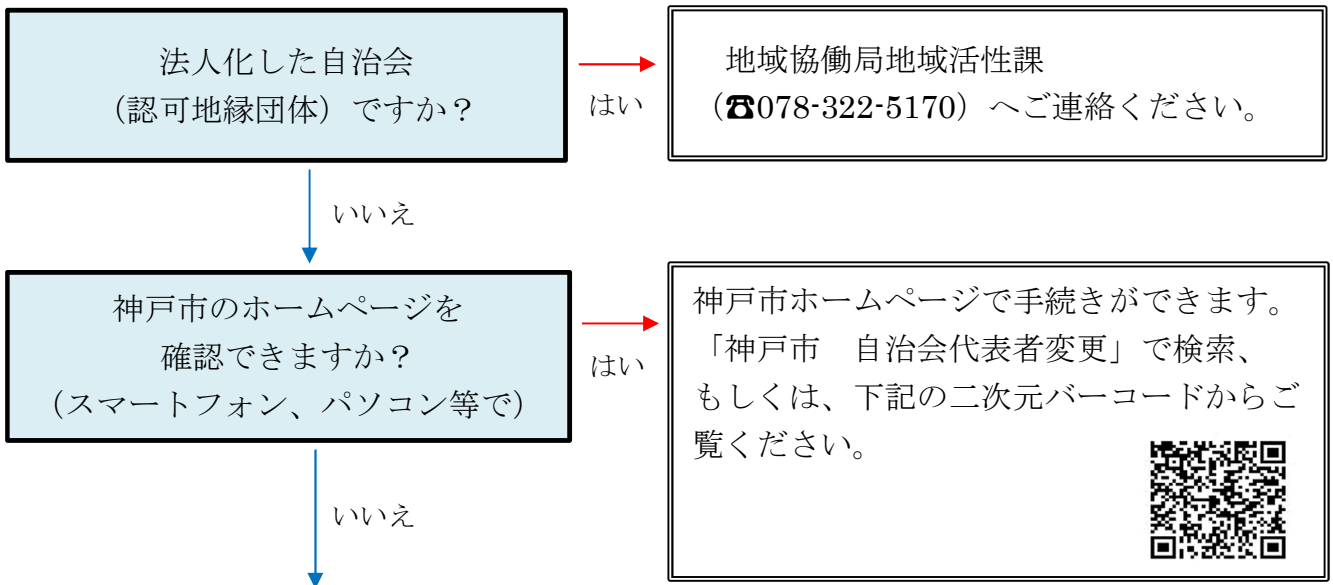 法人化した自治会
（認可地縁団体）ですか？
はい
地域協働局地域活性課
（☎078-322-5170）へご連絡ください。
いいえ
神戸市のホームページを
確認できますか？
（スマートフォン、パソコン等で）
はい
神戸市ホームページで手続きができます。
「神戸市　自治会代表者変更」で検索、
もしくは、下記の二次元バーコードからご
覧ください。
いいえ